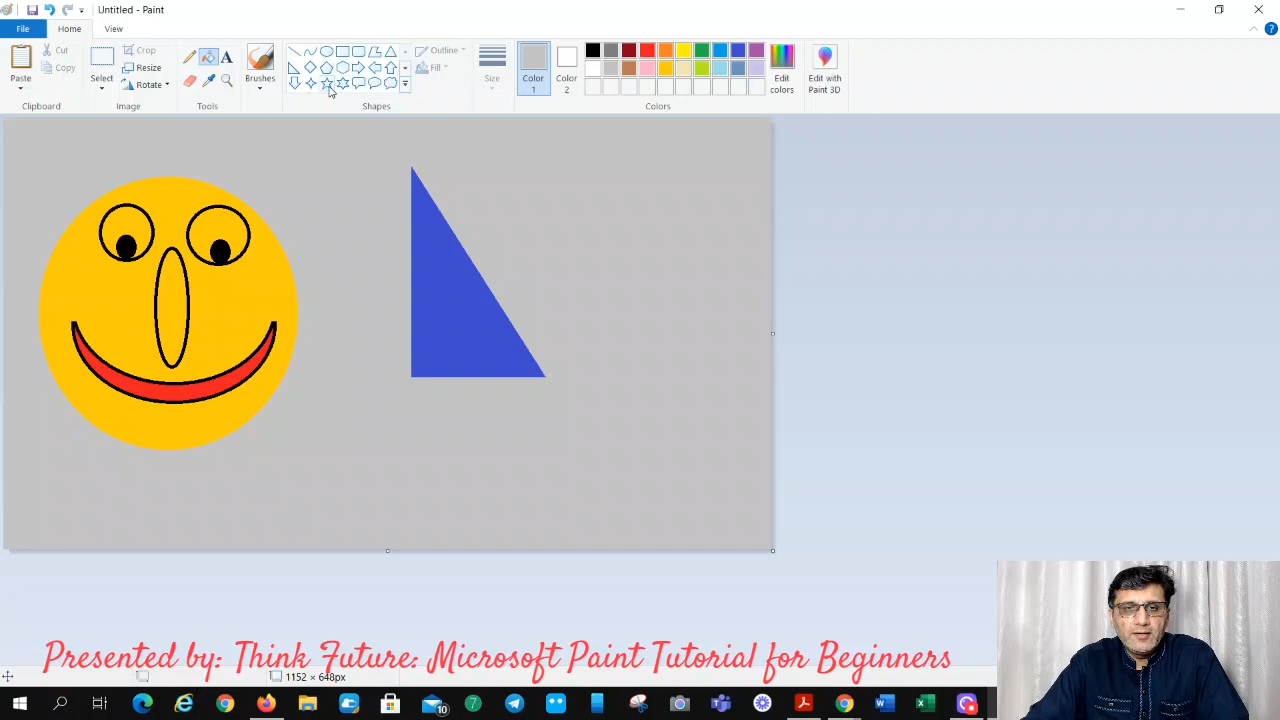 Untitled - Paint
File
Home
View
Paste
Cut
Copy
Clipboard
Select
Crop
Resize
Rotate
Image
A
Tools
Brushes
Shapes
Outline
Fill
Size
Color
1
Color
2
Colors
Edit
colors
Edit with
Paint 3D
Presented by: Think Future: Microsoft Paint Tutorial for Beginners
1152 × 648px
10
7